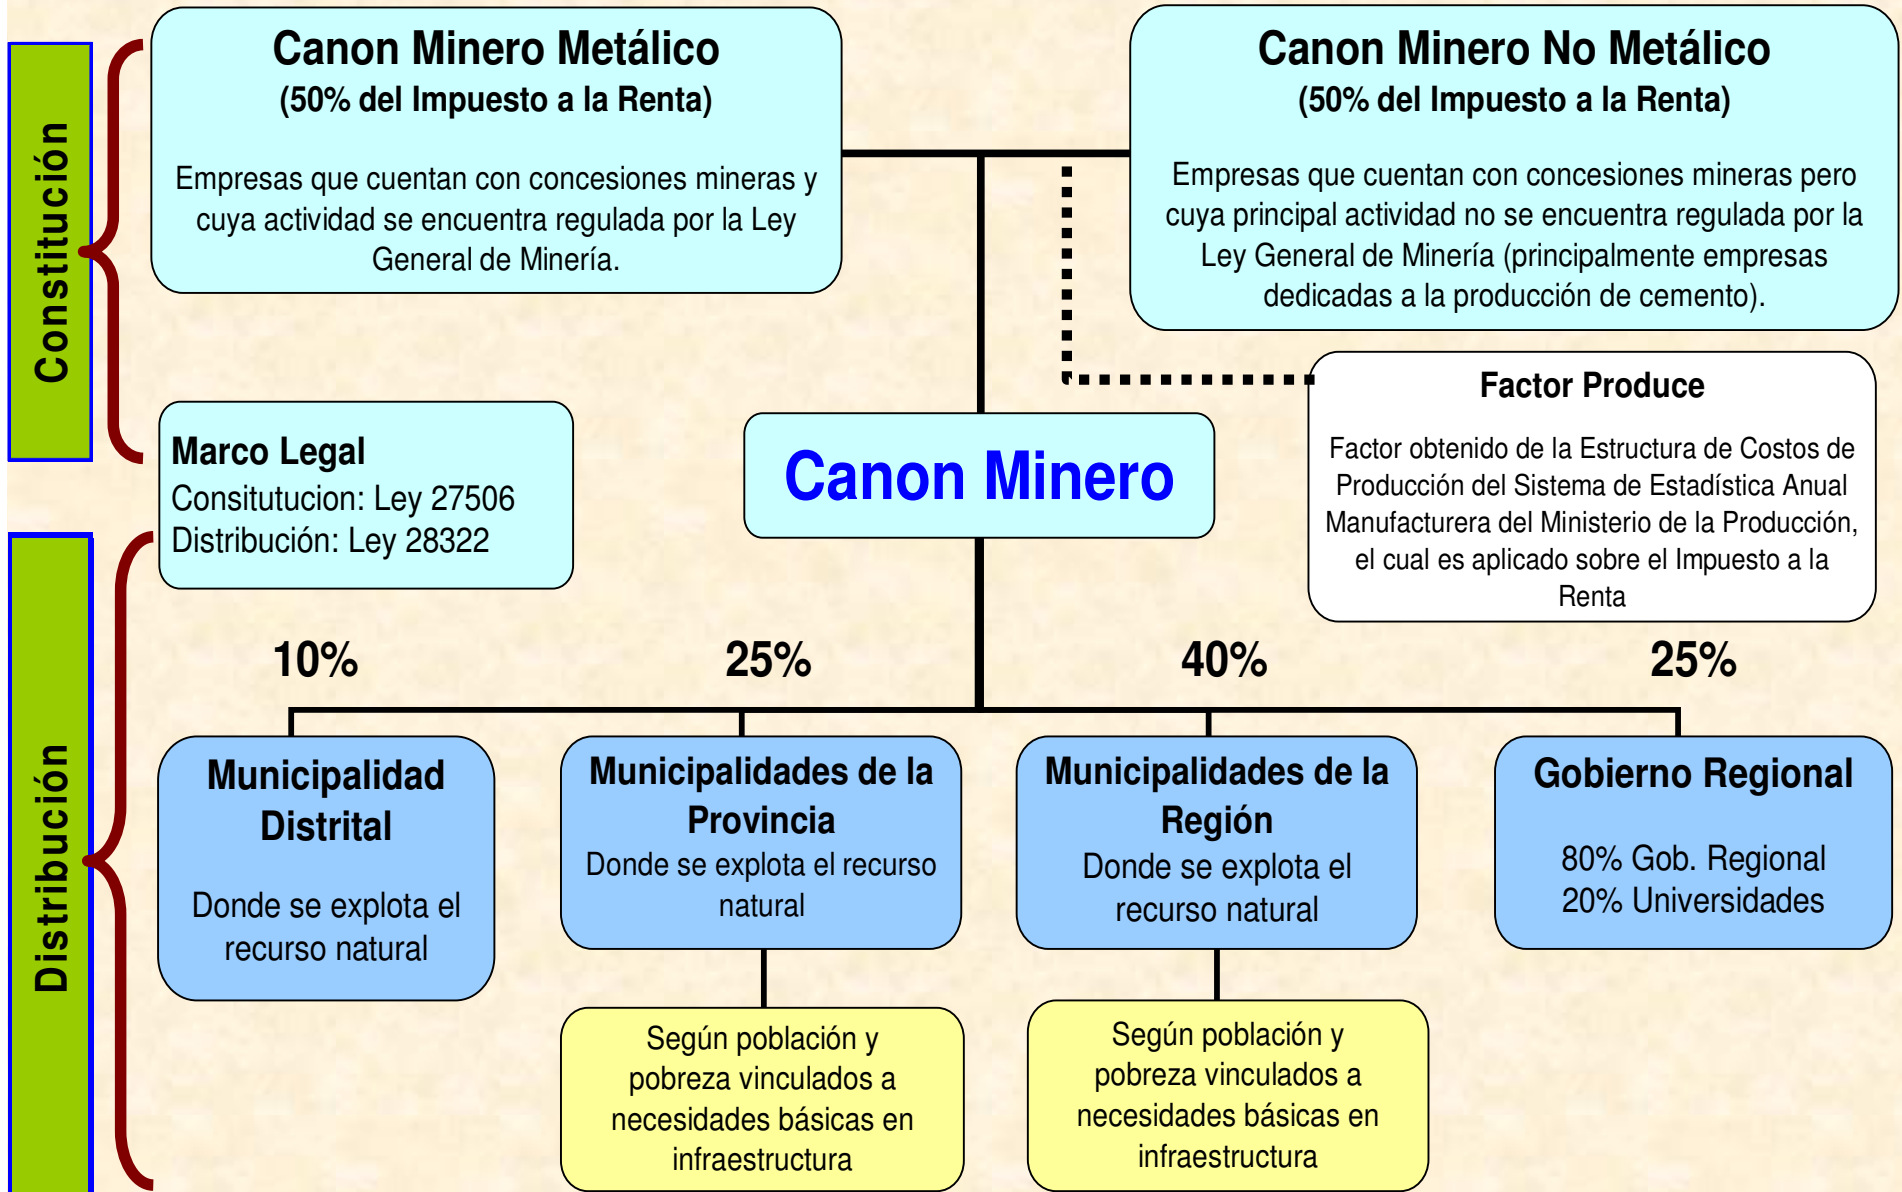 Constitución
Canon Minero Metálico
(50% del Impuesto a la Renta)
Empresas que cuentan con concesiones mineras y
cuya actividad se encuentra regulada por la Ley
General de Minería.
Canon Minero No Metálico
(50% del Impuesto a la Renta)
Empresas que cuentan con concesiones mineras pero
cuya principal actividad no se encuentra regulada por la
Ley General de Minería (principalmente empresas
dedicadas a la producción de cemento).
Marco Legal
Consitutucion: Ley 27506
Distribución: Ley 28322
Canon Minero
Factor Produce
Factor obtenido de la Estructura de Costos de
Producción del Sistema de Estadística Anual
Manufacturera del Ministerio de la Producción,
el cual es aplicado sobre el Impuesto a la
Renta
Distribución
10%
25%
40%
25%
Municipalidad
Distrital
Donde se explota el
recurso natural
Municipalidades de la
Provincia
Donde se explota el recurso
natural
Municipalidades de la
Región
Donde se explota el
recurso natural
Gobierno Regional
80% Gob. Regional
20% Universidades
Según población y
pobreza vinculados a
necesidades básicas en
infraestructura
Según población y
pobreza vinculados a
necesidades básicas en
infraestructura